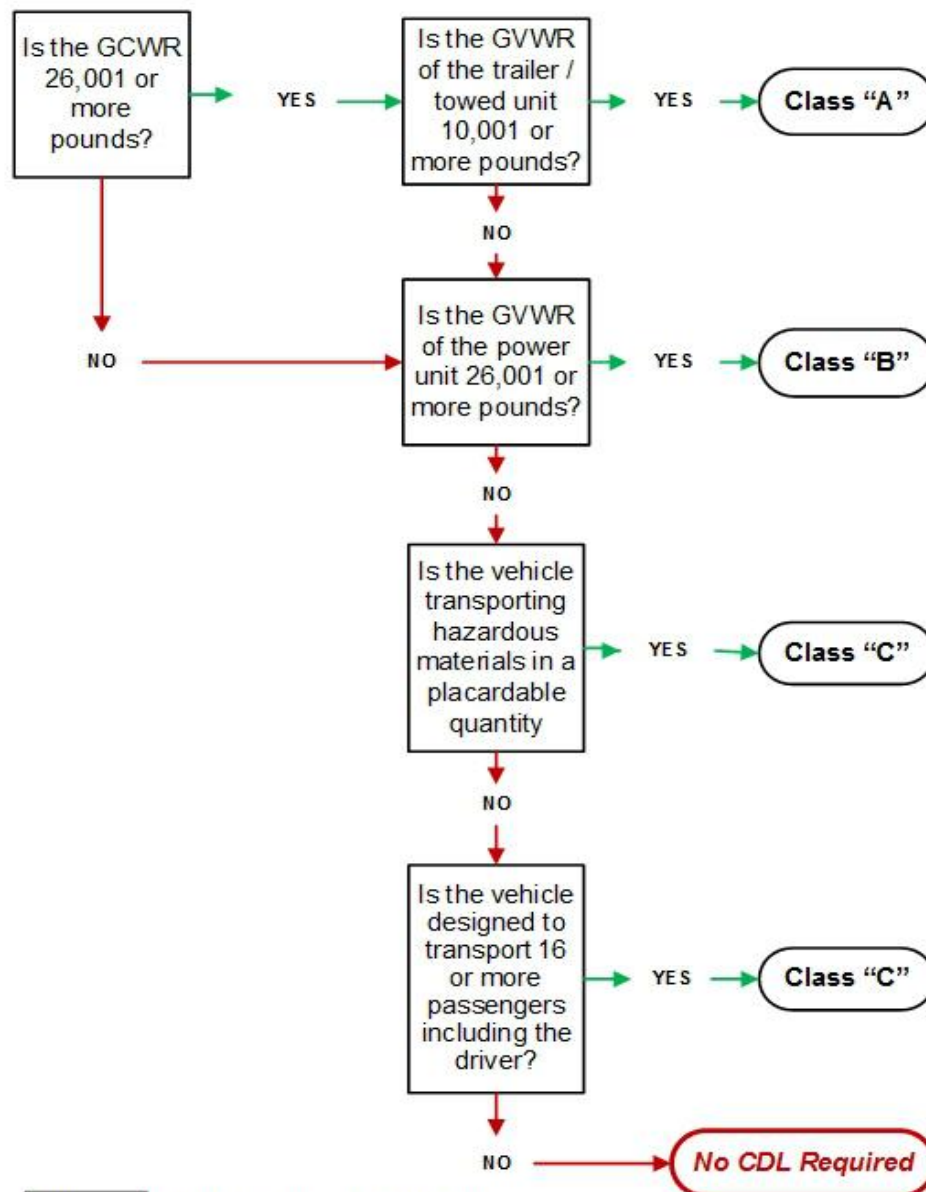 Is the GCWR
26,001 or
more
pounds?
YES
Is the GVWR
of the trailer /
towed unit
10,001 or
more pounds?
YES
Class “A”
NO
NO
Is the GVWR
of the power
unit 26,001 or
more pounds?
YES
Class “B”
NO
Is the vehicle
transporting
hazardous
materials in a
placardable
quantity
YES
Class “C”
NO
Is the vehicle
designed to
transport 16
or more
passengers
including the
driver?
YES
Class “C”
NO
No CDL Required